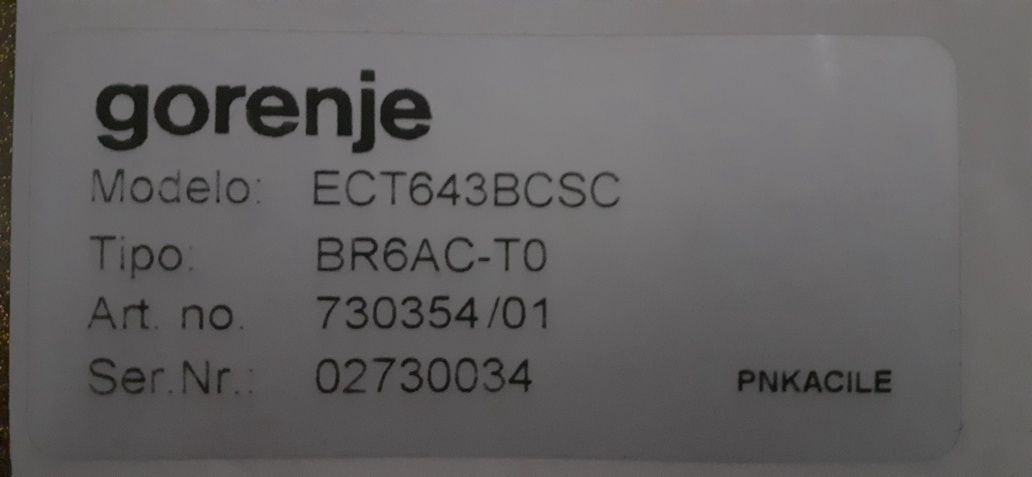 gorenje
Modelo: ECT643BCSC
Tipo: BR6AC-T0
Art. no. 730354/01
Ser.Nr.: 02730034
PNKACILE